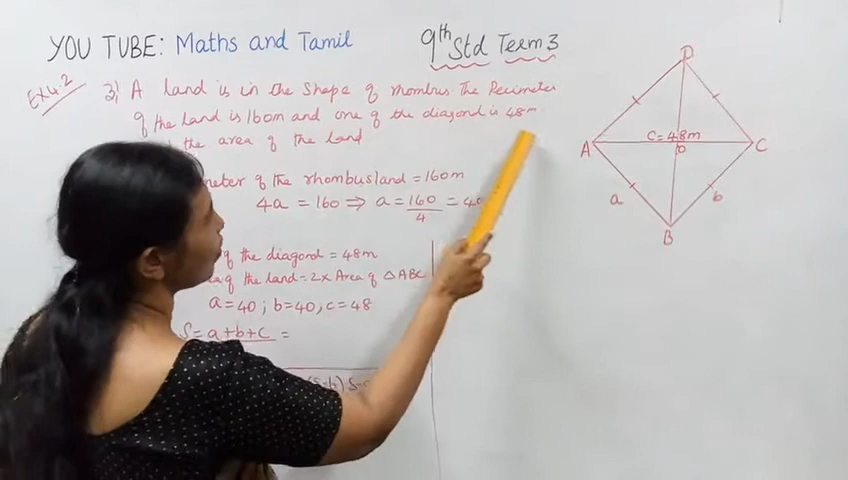 YOU TUBE: Maths and Tamil
9th Std Term 3
Ex 4.2
3, A land is in the shape of rhombus. The Perimeter
of the land is 160m and one of the diagonal is 48m.
the area of the land
meter of the rhombus land = 160m
4a = 160 ⇒ a = 160/4 = 40
of the diagonal = 48m
of the land = 2 x Area of △ABC
a = 40 ; b = 40, c = 48
S = a+b+c =
D
C = 48m
A
O
C
a
b
B